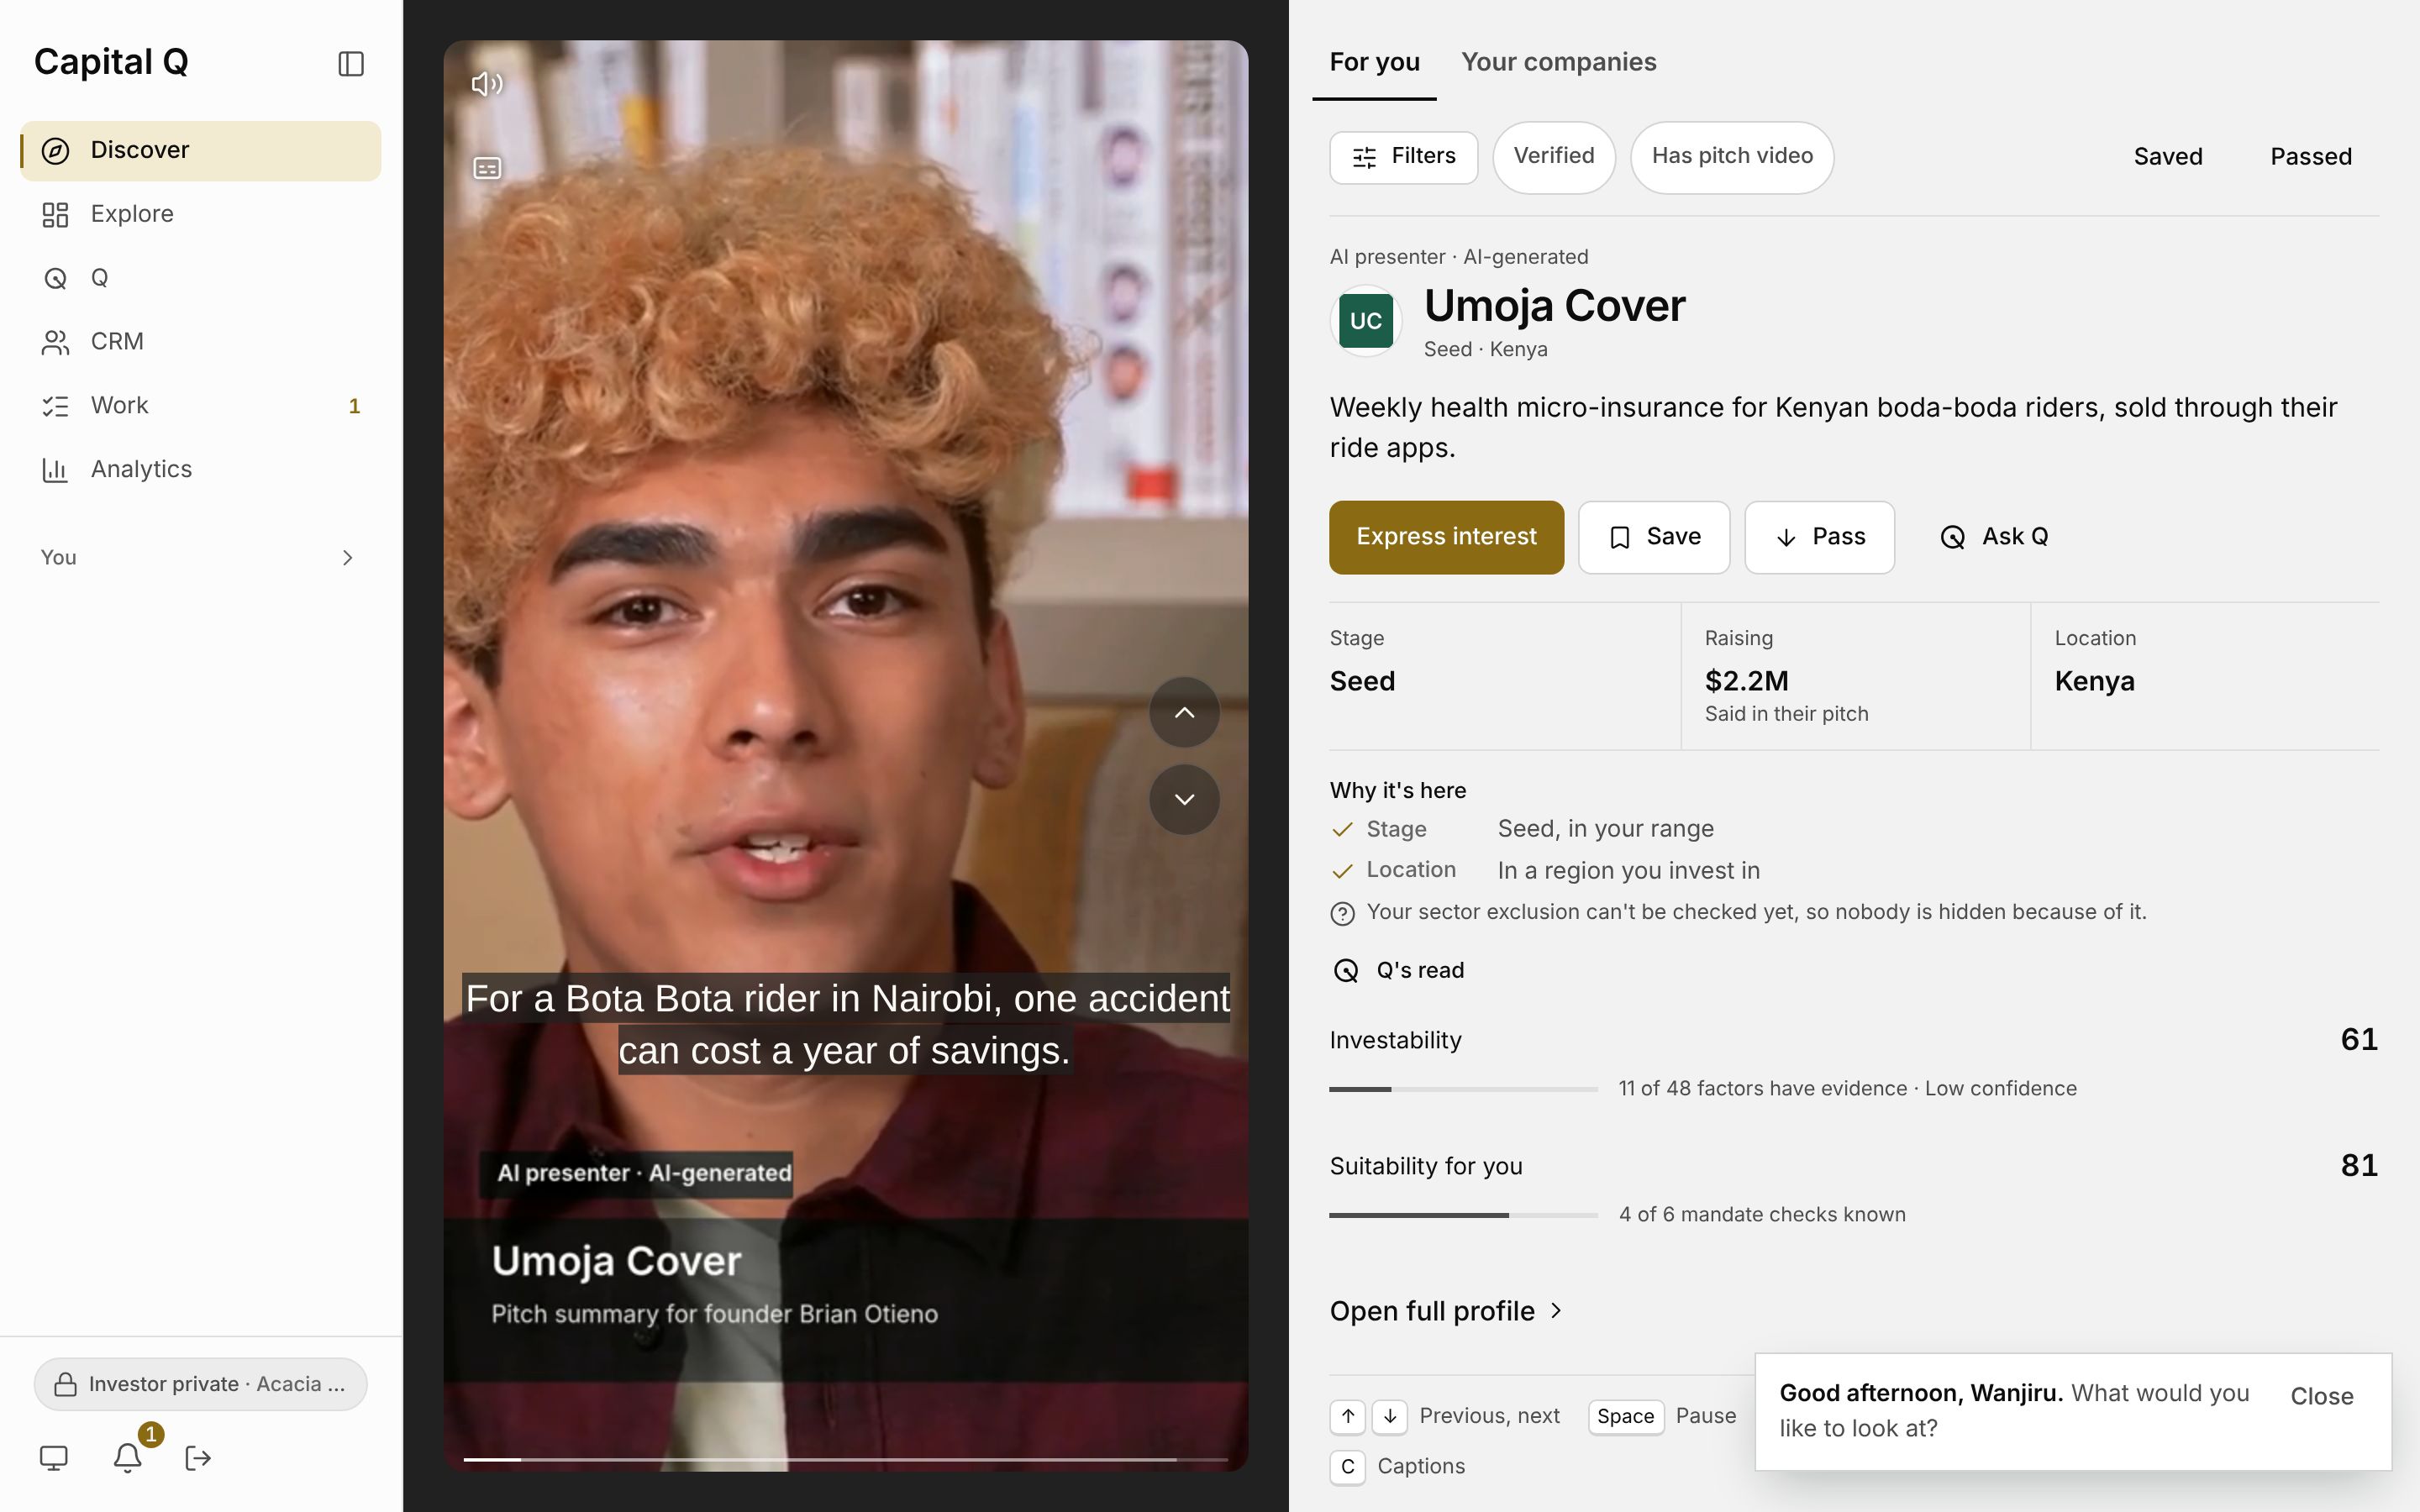 Capital Q
Discover
Explore
Q
CRM
Work 1
Analytics
You
Investor private · Acacia ...
1
For a Bota Bota rider in Nairobi, one accident
can cost a year of savings.
AI presenter · AI-generated
Umoja Cover
Pitch summary for founder Brian Otieno
For you Your companies
Filters Verified Has pitch video Saved Passed
AI presenter · AI-generated
UC
Umoja Cover
Seed · Kenya
Weekly health micro-insurance for Kenyan boda-boda riders, sold through their
ride apps.
Express interest Save Pass Ask Q
Stage Raising Location
Seed $2.2M Kenya
Said in their pitch
Why it's here
Stage Seed, in your range
Location In a region you invest in
Your sector exclusion can't be checked yet, so nobody is hidden because of it.
Q's read
Investability 61
11 of 48 factors have evidence · Low confidence
Suitability for you 81
4 of 6 mandate checks known
Open full profile
↑ ↓ Previous, next Space Pause
C Captions
Good afternoon, Wanjiru. What would you
like to look at?
Close